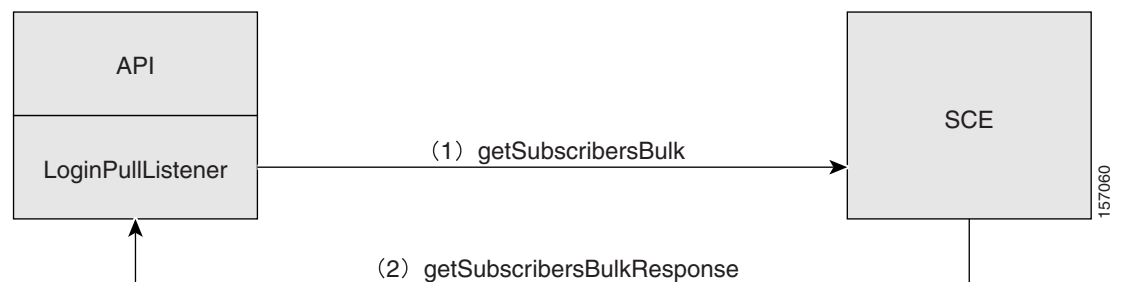 API
SCE
LoginPullListener
（1）getSubscribersBulk
157060
（2）getSubscribersBulkResponse